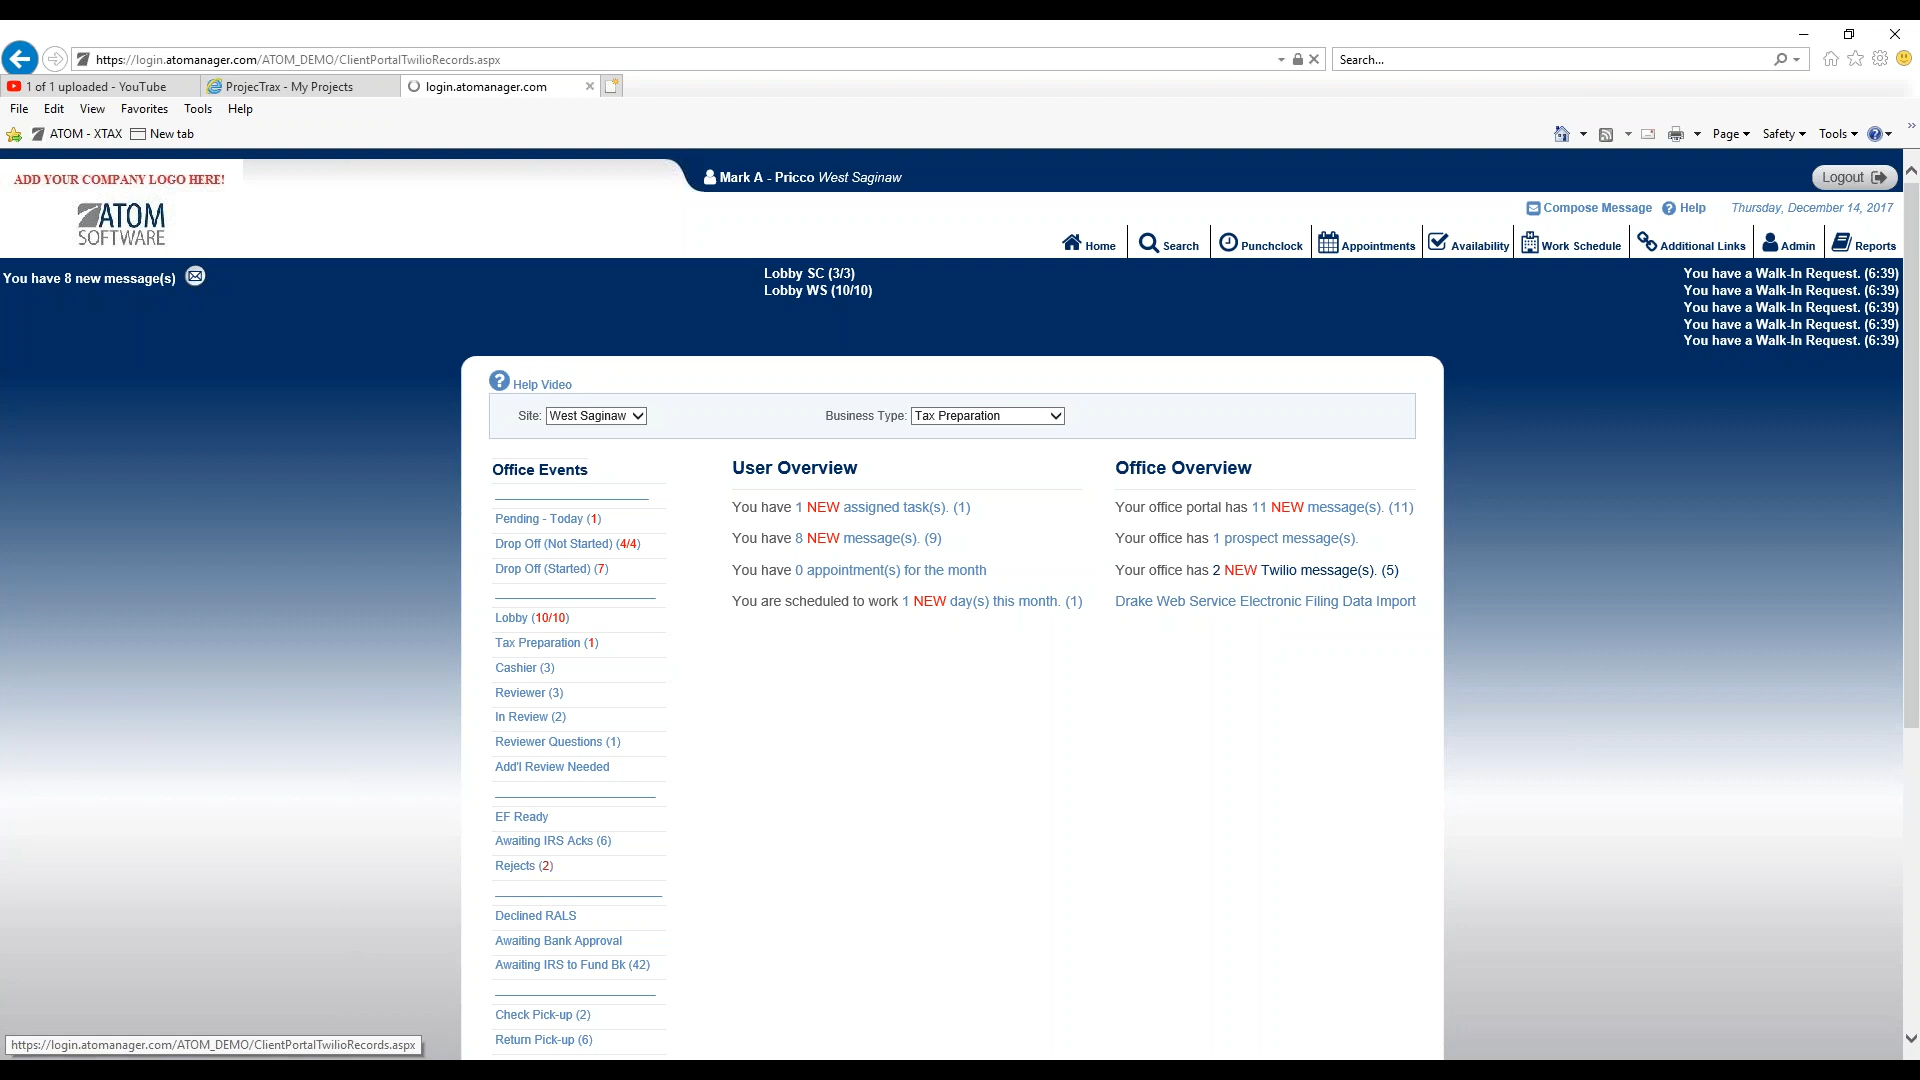 https://login.atomanager.com/ATOM_DEMO/ClientPortalTwilioRecords.aspx
Search...
1 of 1 uploaded - YouTube
ProjecTrax - My Projects
login.atomanager.com
File Edit View Favorites Tools Help
ATOM - XTAX New tab
Page Safety Tools
ADD YOUR COMPANY LOGO HERE!
Mark A - Pricco West Saginaw
Logout
ATOM
SOFTWARE
Compose Message Help Thursday, December 14, 2017
Home Search Punchclock Appointments Availability Work Schedule Additional Links Admin Reports
You have 8 new message(s)
Lobby SC (3/3)
Lobby WS (10/10)
You have a Walk-In Request. (6:39)
You have a Walk-In Request. (6:39)
You have a Walk-In Request. (6:39)
You have a Walk-In Request. (6:39)
You have a Walk-In Request. (6:39)
Help Video
Site: West Saginaw
Business Type: Tax Preparation
Office Events
Pending - Today (1)
Drop Off (Not Started) (4/4)
Drop Off (Started) (7)
Lobby (10/10)
Tax Preparation (1)
Cashier (3)
Reviewer (3)
In Review (2)
Reviewer Questions (1)
Add'l Review Needed
EF Ready
Awaiting IRS Acks (6)
Rejects (2)
Declined RALS
Awaiting Bank Approval
Awaiting IRS to Fund Bk (42)
Check Pick-up (2)
Return Pick-up (6)
User Overview
You have 1 NEW assigned task(s). (1)
You have 8 NEW message(s). (9)
You have 0 appointment(s) for the month
You are scheduled to work 1 NEW day(s) this month. (1)
Office Overview
Your office portal has 11 NEW message(s). (11)
Your office has 1 prospect message(s).
Your office has 2 NEW Twilio message(s). (5)
Drake Web Service Electronic Filing Data Import
https://login.atomanager.com/ATOM_DEMO/ClientPortalTwilioRecords.aspx